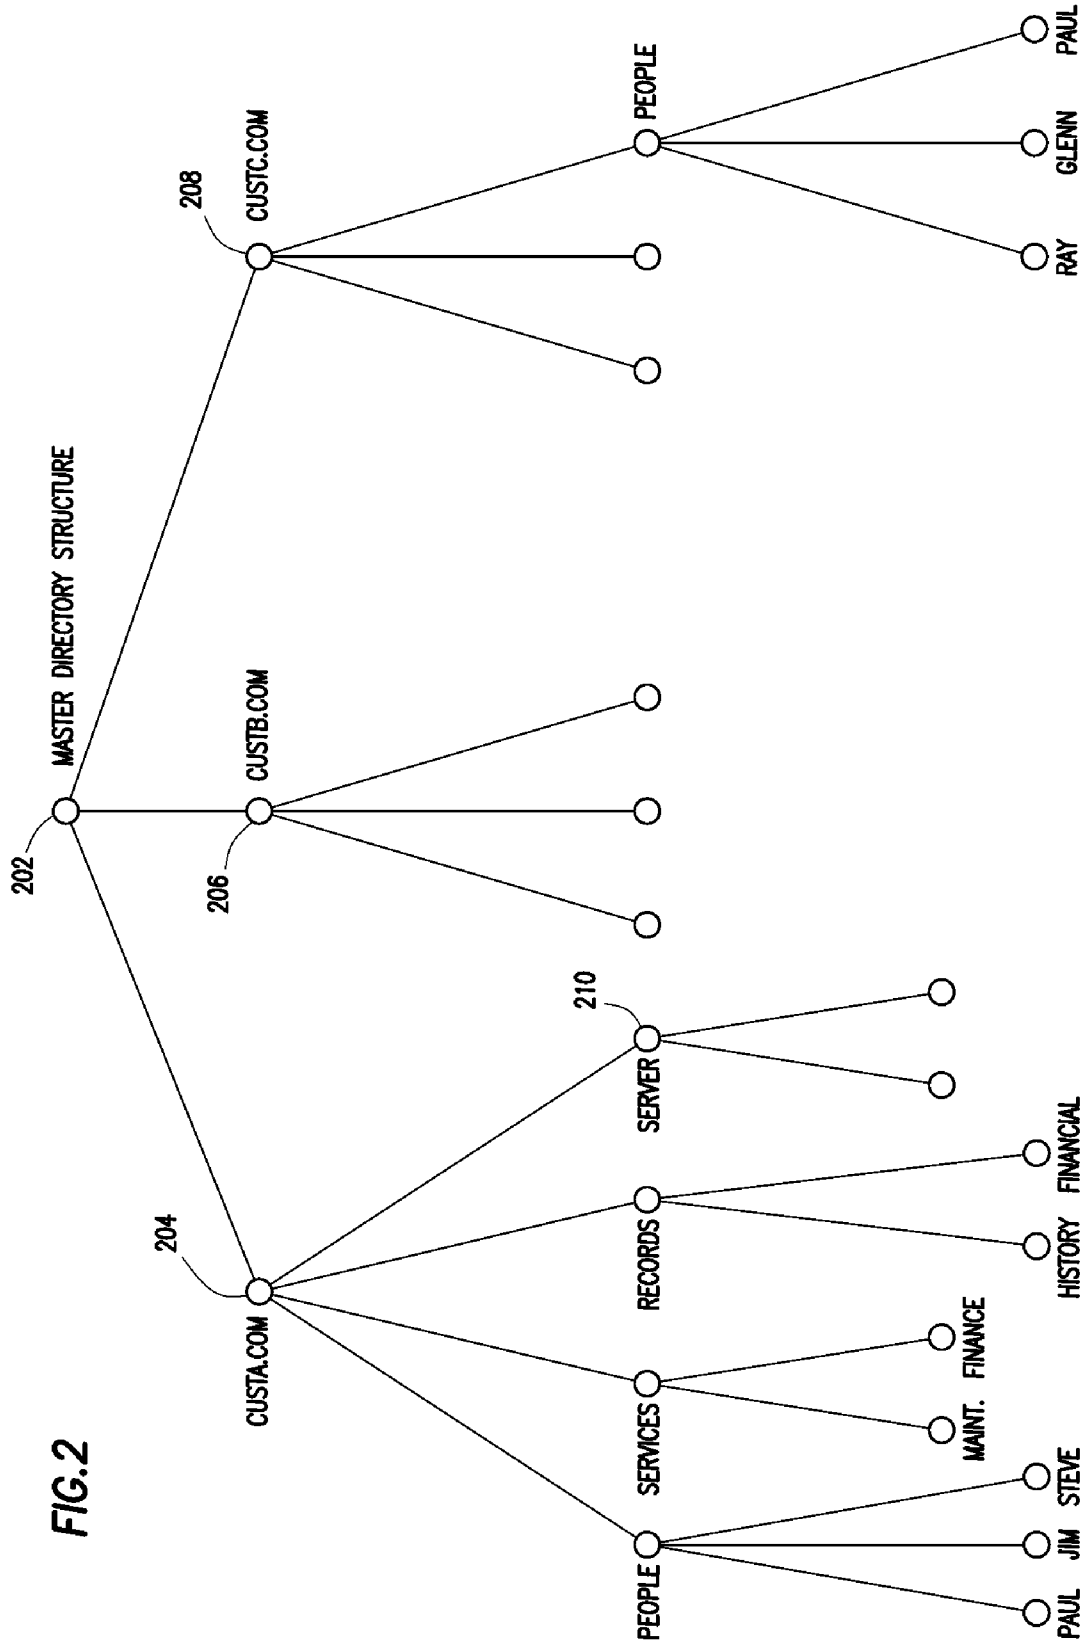 FIG.2
202
MASTER DIRECTORY STRUCTURE
204
206
208
CUSTA.COM
CUSTB.COM
CUSTC.COM
210
PEOPLE
SERVICES
RECORDS
SERVER
PEOPLE
MAINT.
FINANCE
PAUL
JIM
STEVE
HISTORY
FINANCIAL
RAY
GLENN
PAUL